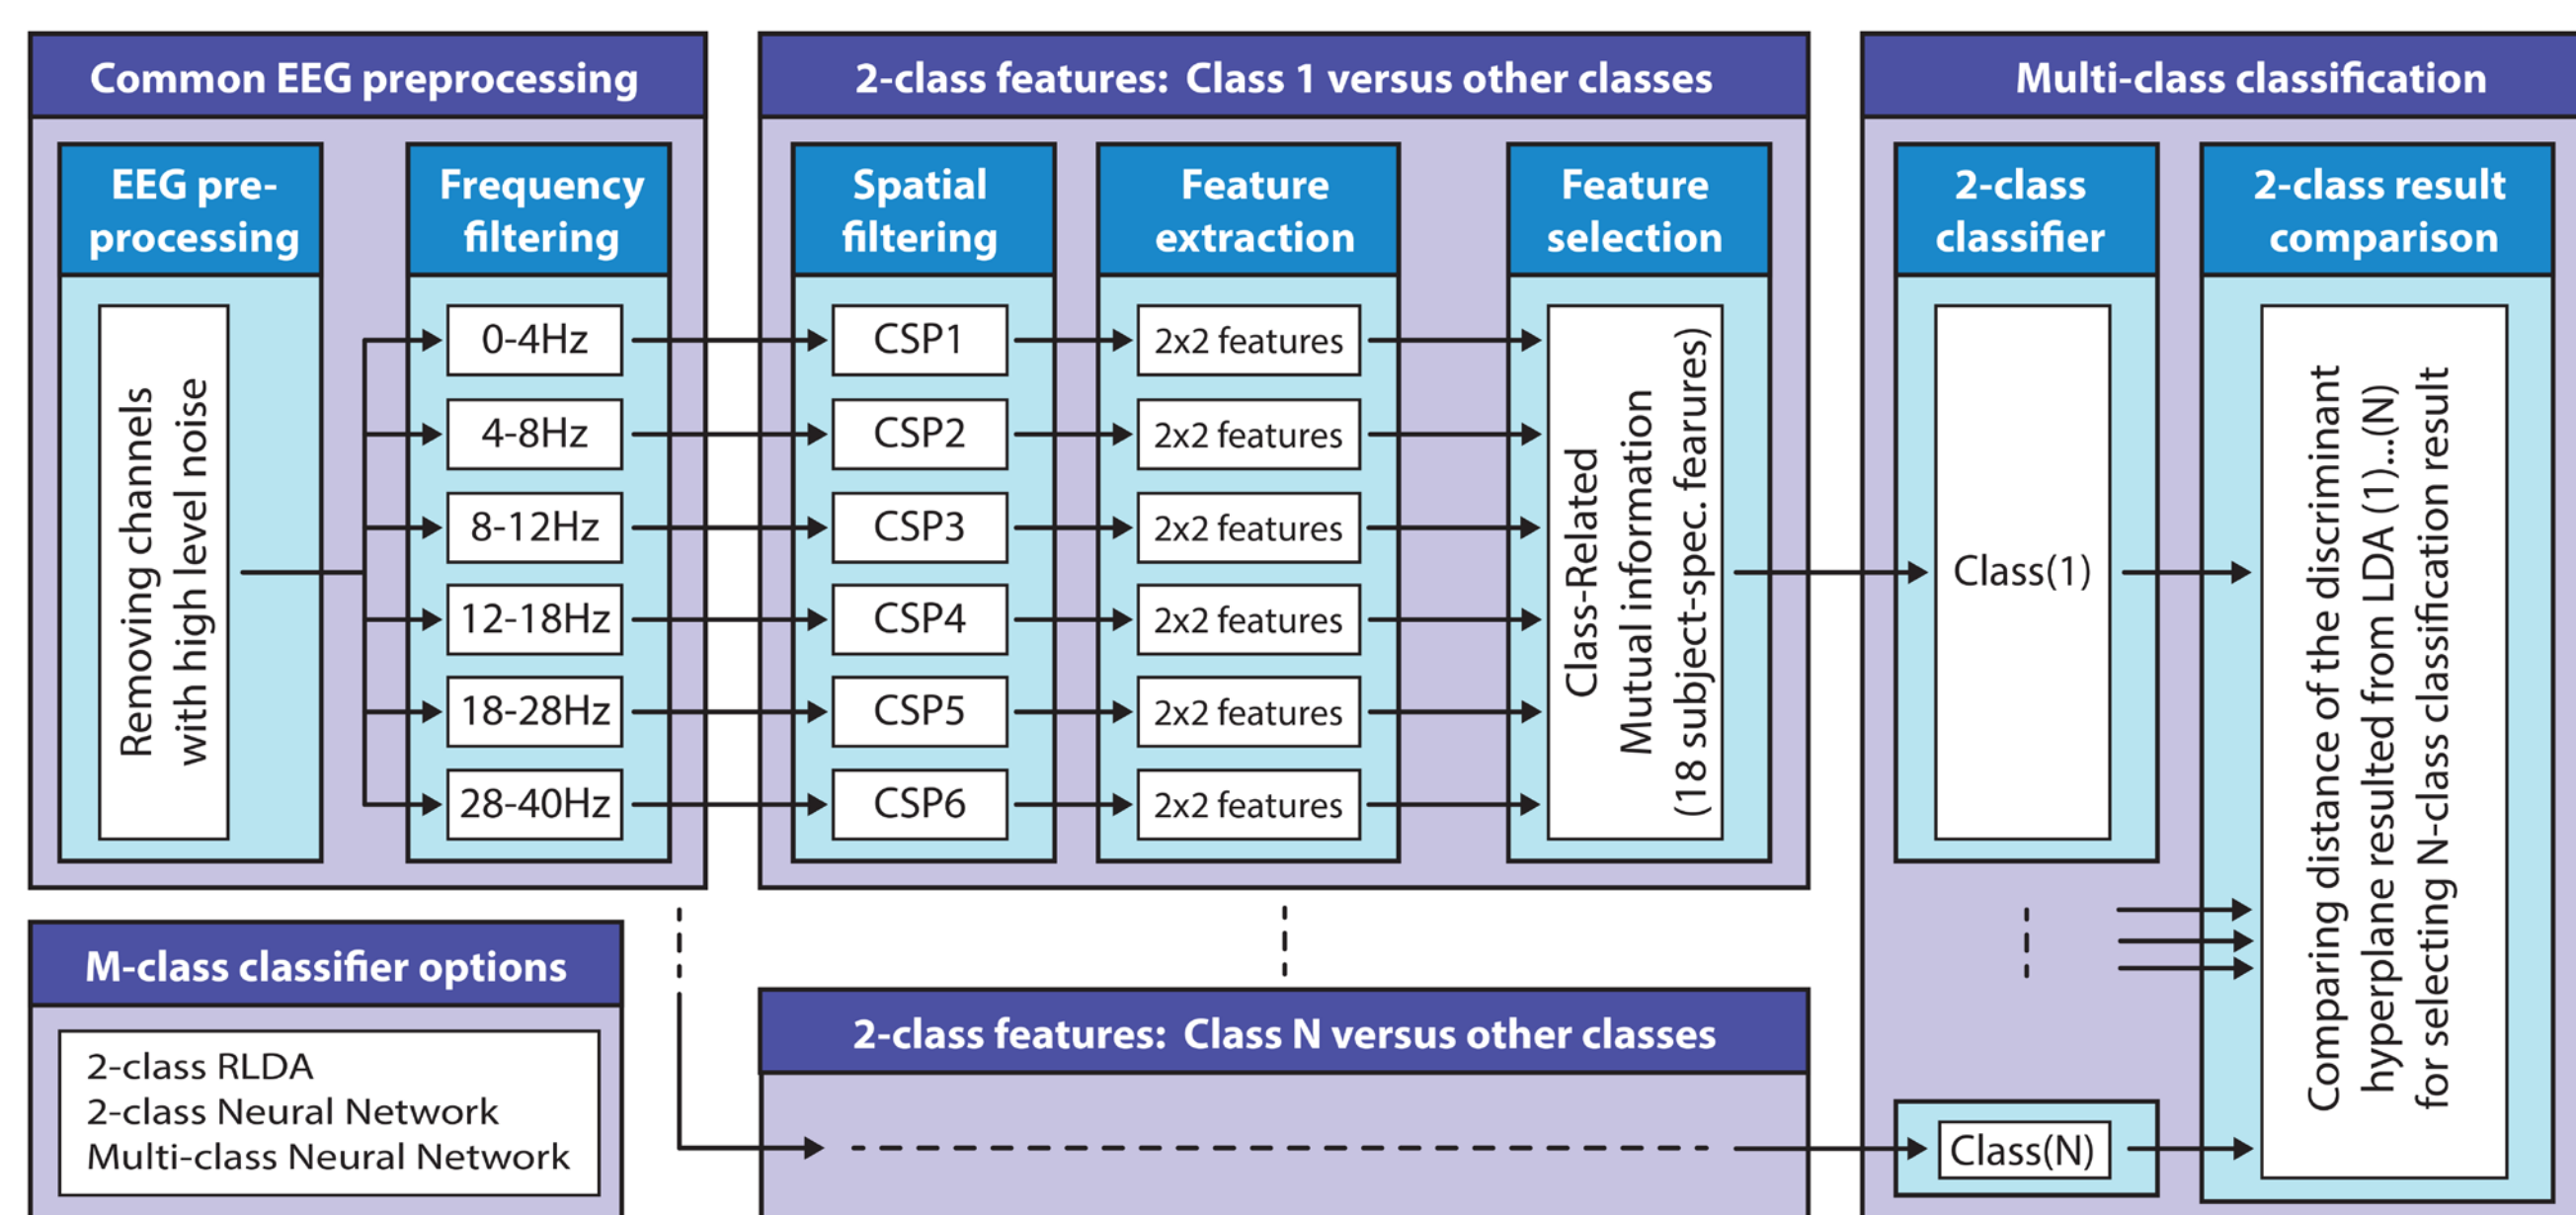 Common EEG preprocessing
EEG pre-
processing
Removing channels
with high level noise
Frequency
filtering
0-4Hz
4-8Hz
8-12Hz
12-18Hz
18-28Hz
28-40Hz
2-class features: Class 1 versus other classes
Spatial
filtering
CSP1
CSP2
CSP3
CSP4
CSP5
CSP6
Feature
extraction
2x2 features
2x2 features
2x2 features
2x2 features
2x2 features
2x2 features
Feature
selection
Class-Related
Mutual information
(18 subject-spec. fearures)
Multi-class classification
2-class
classifier
Class(1)
Class(N)
2-class result
comparison
Comparing distance of the discriminant
hyperplane resulted from LDA (1)...(N)
for selecting N-class classification result
M-class classifier options
2-class RLDA
2-class Neural Network
Multi-class Neural Network
2-class features: Class N versus other classes